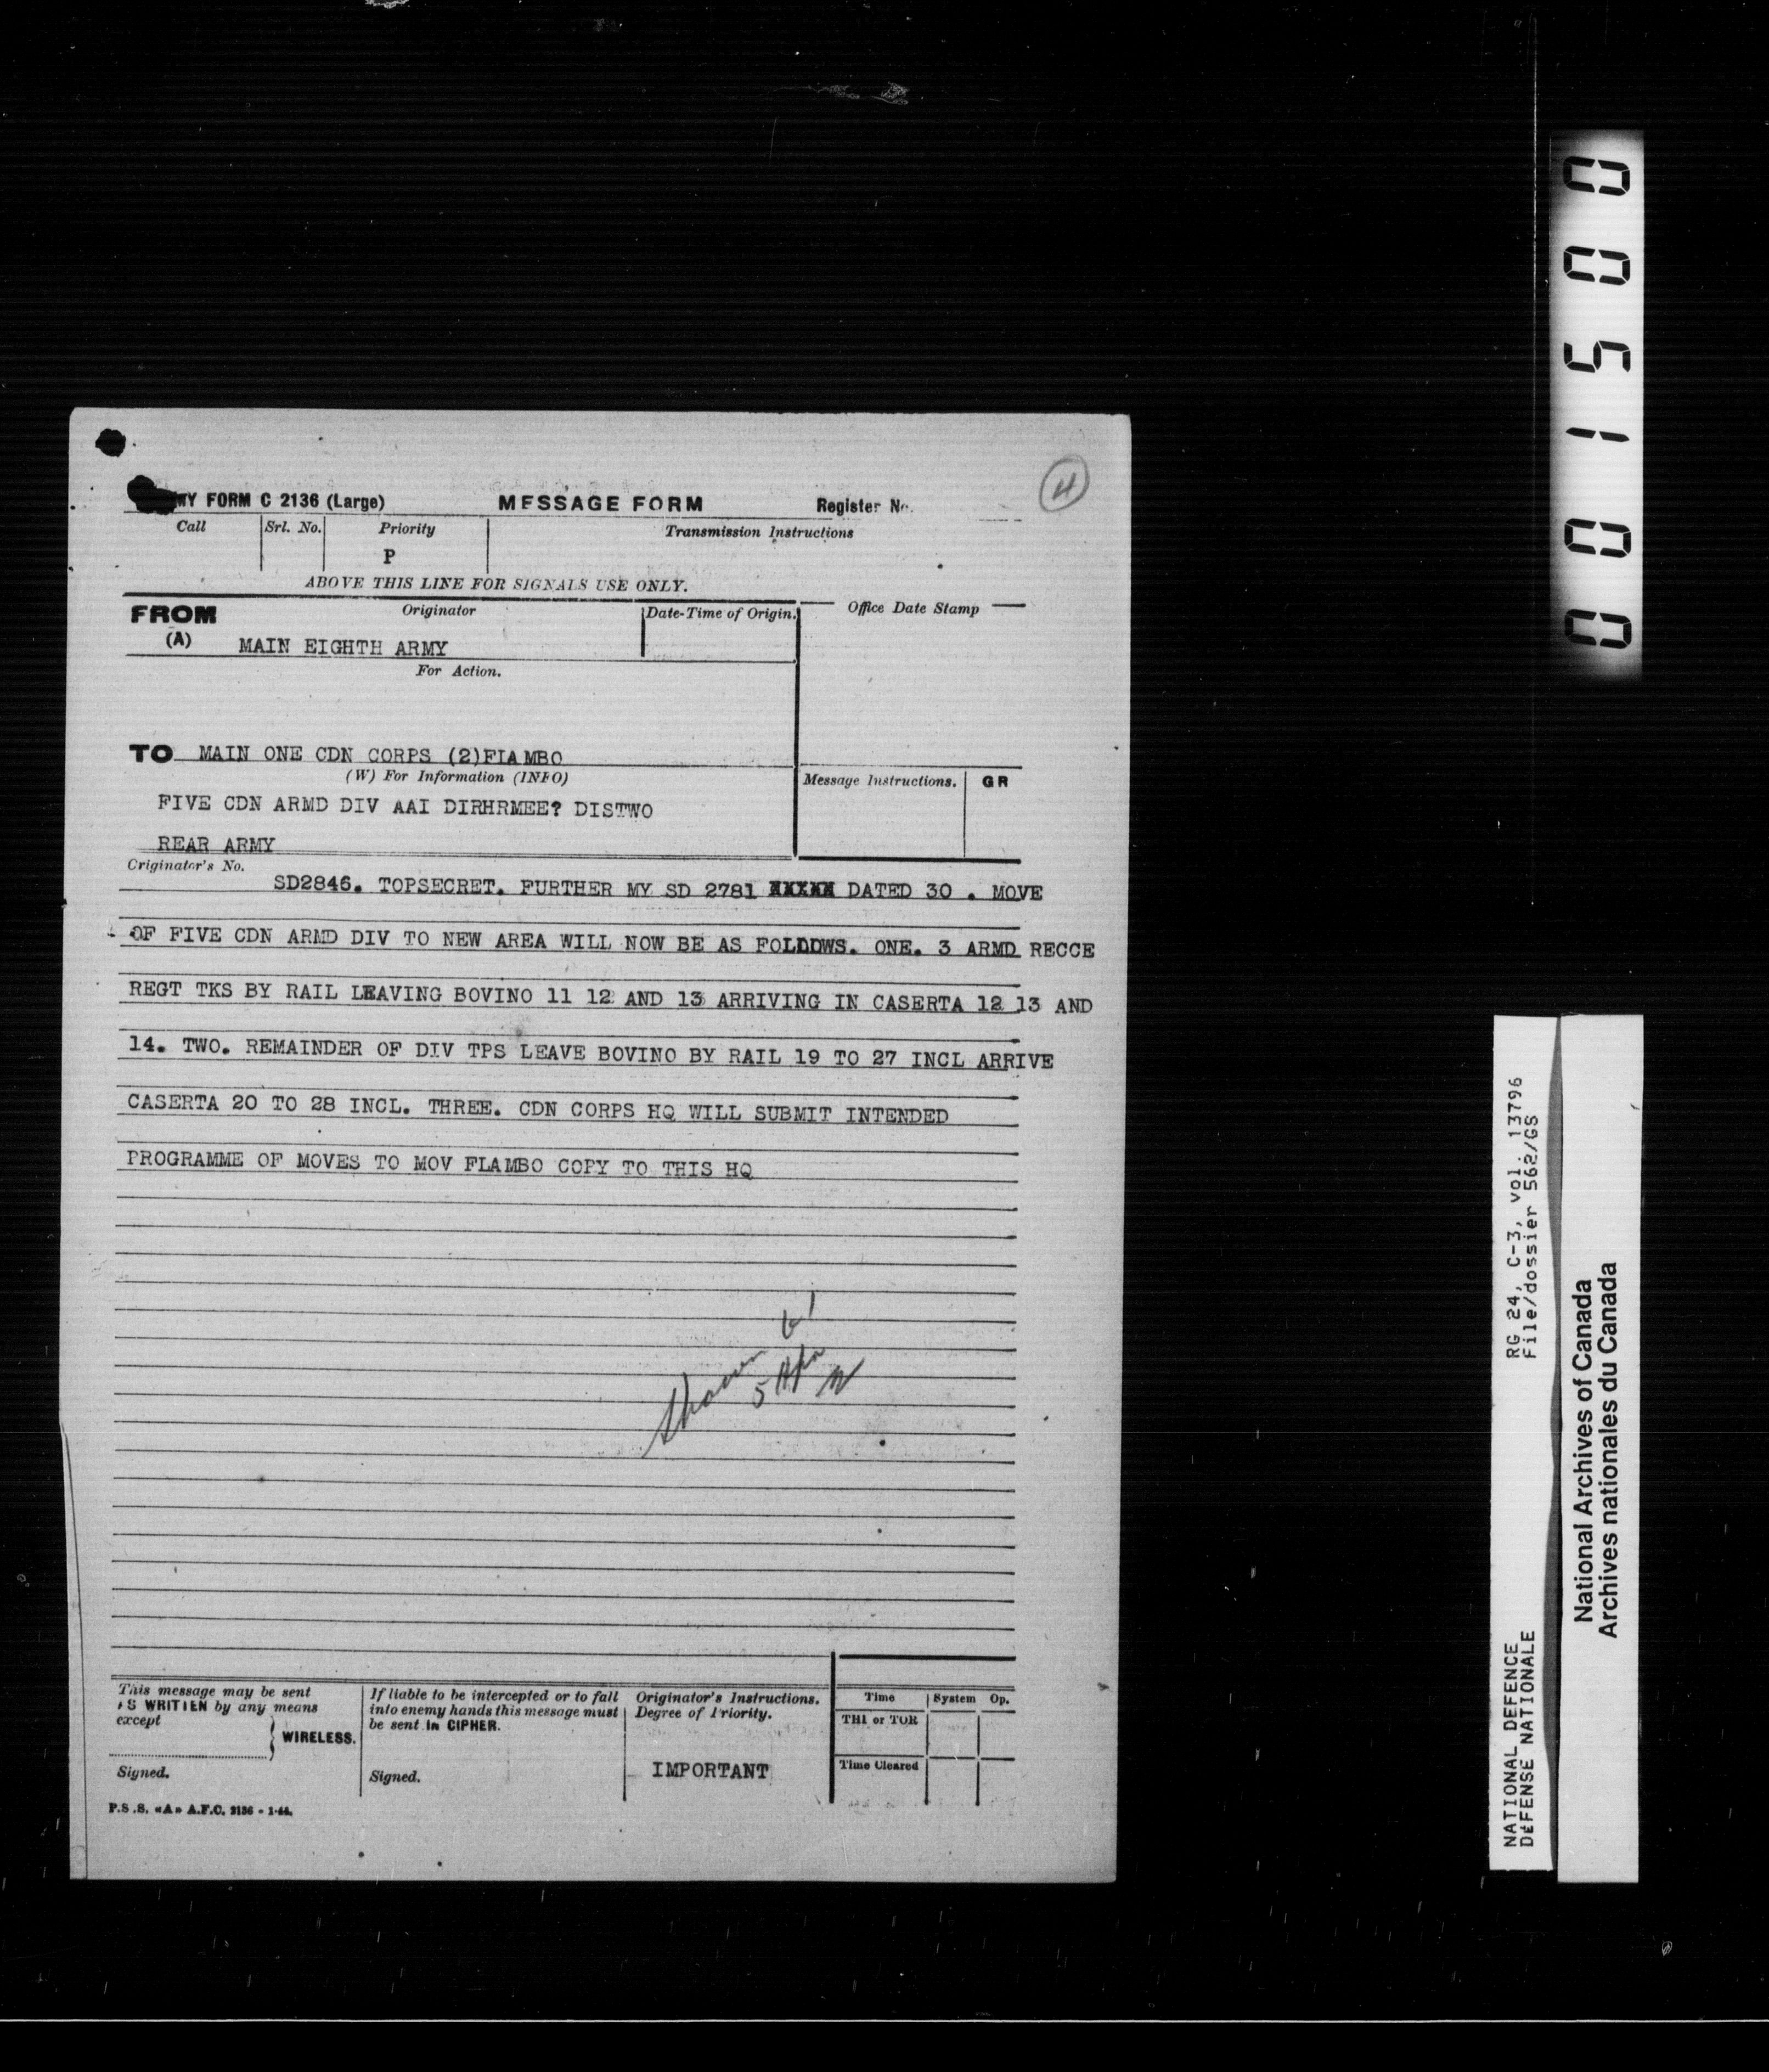 4
ARMY FORM C 2136 (Large) MESSAGE FORM Register No.
Call Srl. No. Priority Transmission Instructions
P
ABOVE THIS LINE FOR SIGNALS USE ONLY.
FROM Originator Date-Time of Origin. Office Date Stamp
(A) MAIN EIGHTH ARMY
For Action.
TO MAIN ONE CDN CORPS (2)FIAMBO
(W) For Information (INFO) Message Instructions. GR
FIVE CDN ARMD DIV AAI DIRHRMEE? DISTWO
REAR ARMY
Originator's No.
SD2846. TOPSECRET. FURTHER MY SD 2781 XXXXX DATED 30 . MOVE
OF FIVE CDN ARMD DIV TO NEW AREA WILL NOW BE AS FOLDDWS. ONE. 3 ARMD RECCE
REGT TKS BY RAIL LEAVING BOVINO 11 12 AND 13 ARRIVING IN CASERTA 12 13 AND
14. TWO. REMAINDER OF DIV TPS LEAVE BOVINO BY RAIL 19 TO 27 INCL ARRIVE
CASERTA 20 TO 28 INCL. THREE. CDN CORPS HQ WILL SUBMIT INTENDED
PROGRAMME OF MOVES TO MOV FLAMBO COPY TO THIS HQ
This message may be sent
AS WRITTEN by any means
except
WIRELESS.
Signed.
If liable to be intercepted or to fall
into enemy hands this message must
be sent in CIPHER.
Signed.
Originator's Instructions.
Degree of Priority.
IMPORTANT
Time System Op.
THI or TOR
Time Cleared
P.S.S. «A» A.F.C. 2136 - 1-44.
001500
RG 24, C-3, vol. 13796
File/dossier 562/GS
NATIONAL DEFENCE
DÉFENSE NATIONALE
National Archives of Canada
Archives nationales du Canada